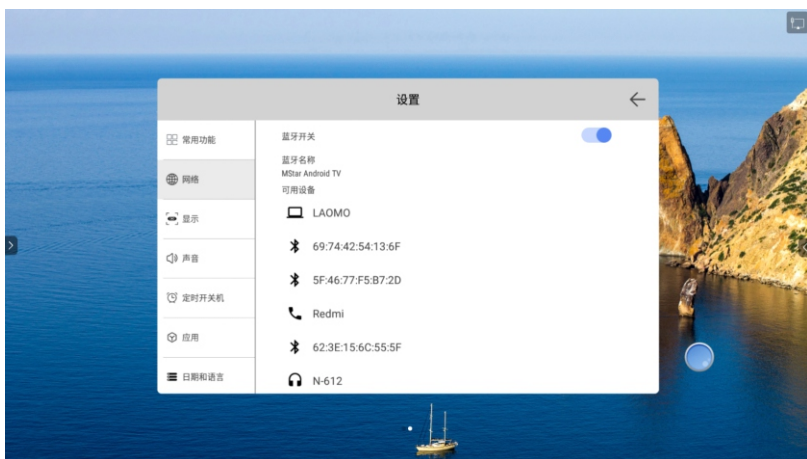 设置
常用功能
网络
显示
声音
定时开关机
应用
日期和语言
蓝牙开关
蓝牙名称
MStar Android TV
可用设备
LAOMO
69:74:42:54:13:6F
5F:46:77:F5:B7:2D
Redmi
62:3E:15:6C:55:5F
N-612